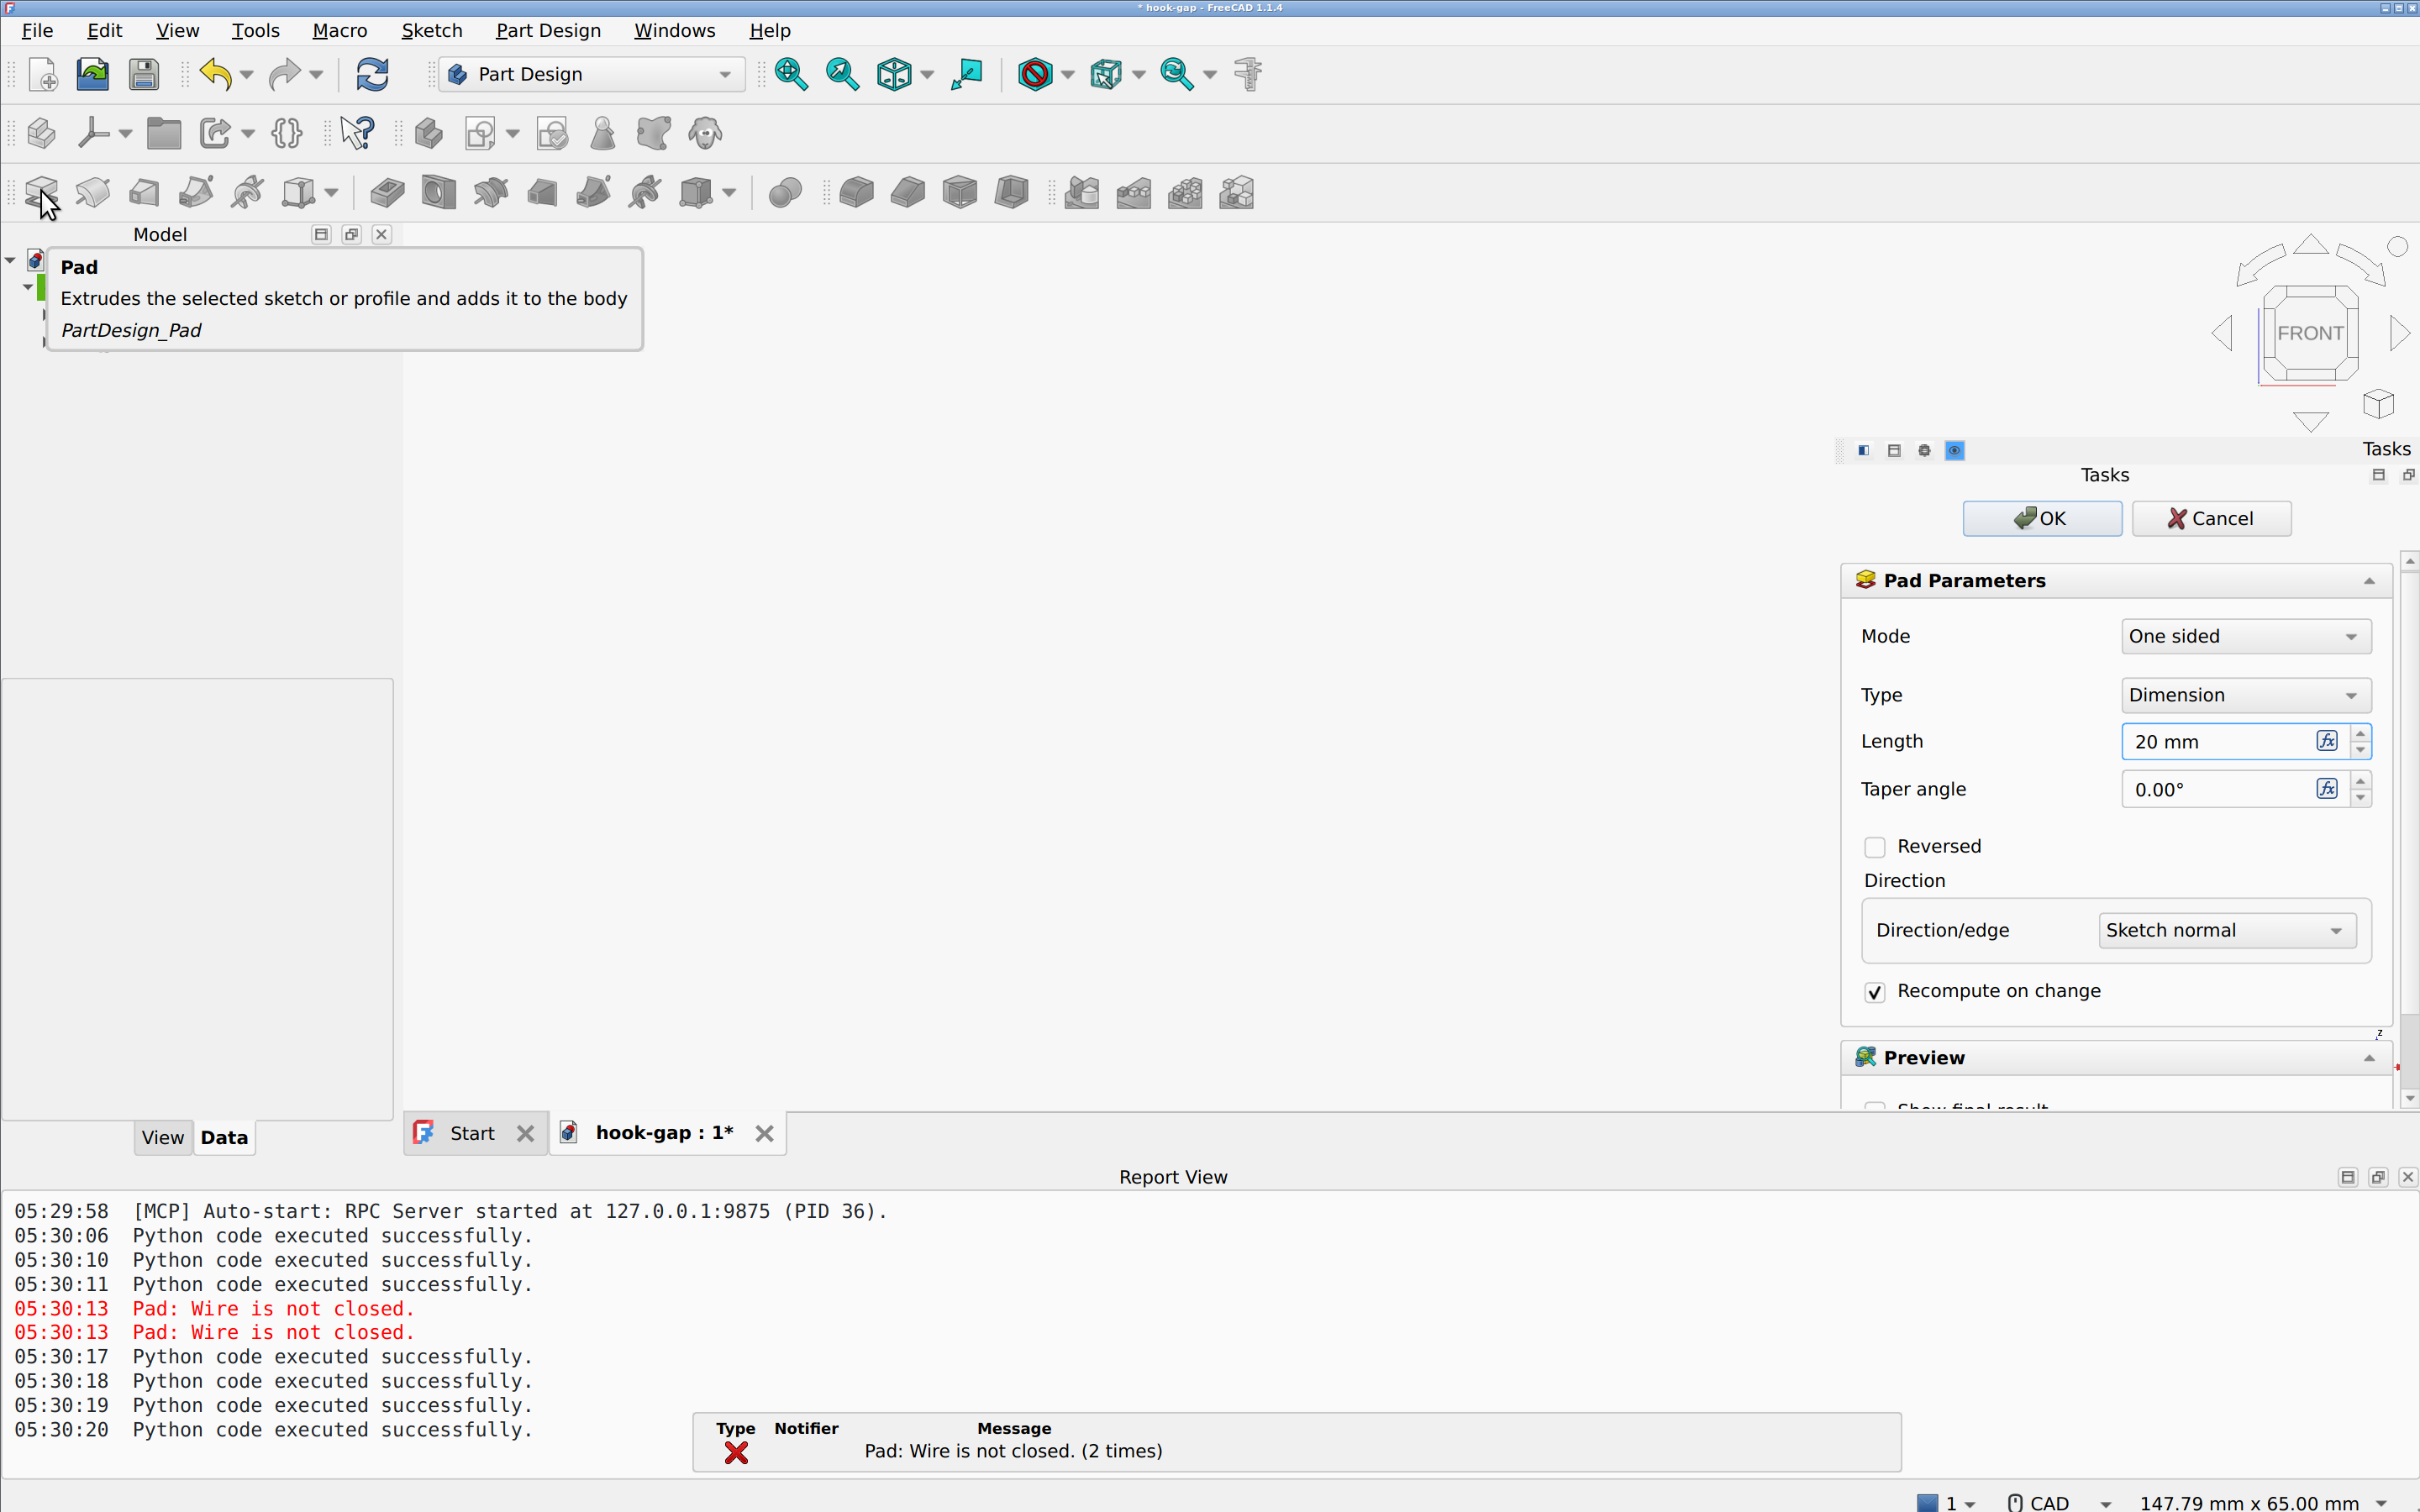 * hook-gap - FreeCAD 1.1.4
File Edit View Tools Macro Sketch Part Design Windows Help
Part Design
Model
Pad
Extrudes the selected sketch or profile and adds it to the body
PartDesign_Pad
FRONT
Tasks
Tasks
OK Cancel
Pad Parameters
Mode One sided
Type Dimension
Length 20 mm
Taper angle 0.00°
Reversed
Direction
Direction/edge Sketch normal
Recompute on change
z
Preview
Show final result
View Data
Start hook-gap : 1*
Report View
05:29:58 [MCP] Auto-start: RPC Server started at 127.0.0.1:9875 (PID 36).
05:30:06 Python code executed successfully.
05:30:10 Python code executed successfully.
05:30:11 Python code executed successfully.
05:30:13 Pad: Wire is not closed.
05:30:13 Pad: Wire is not closed.
05:30:17 Python code executed successfully.
05:30:18 Python code executed successfully.
05:30:19 Python code executed successfully.
05:30:20 Python code executed successfully.
Type Notifier Message
Pad: Wire is not closed. (2 times)
1 CAD 147.79 mm x 65.00 mm